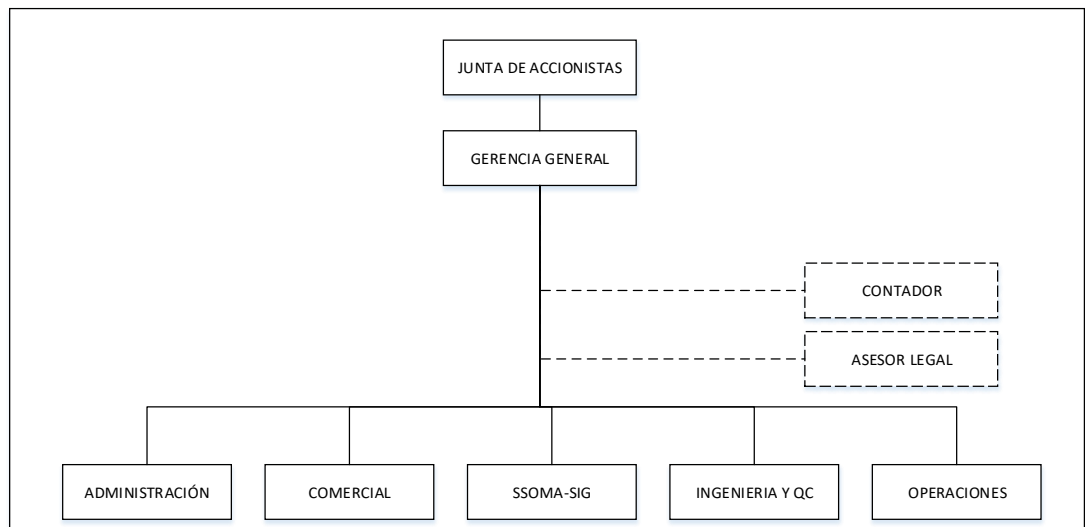 JUNTA DE ACCIONISTAS
GERENCIA GENERAL
CONTADOR
ASESOR LEGAL
ADMINISTRACIÓN
COMERCIAL
SSOMA-SIG
INGENIERIA Y QC
OPERACIONES